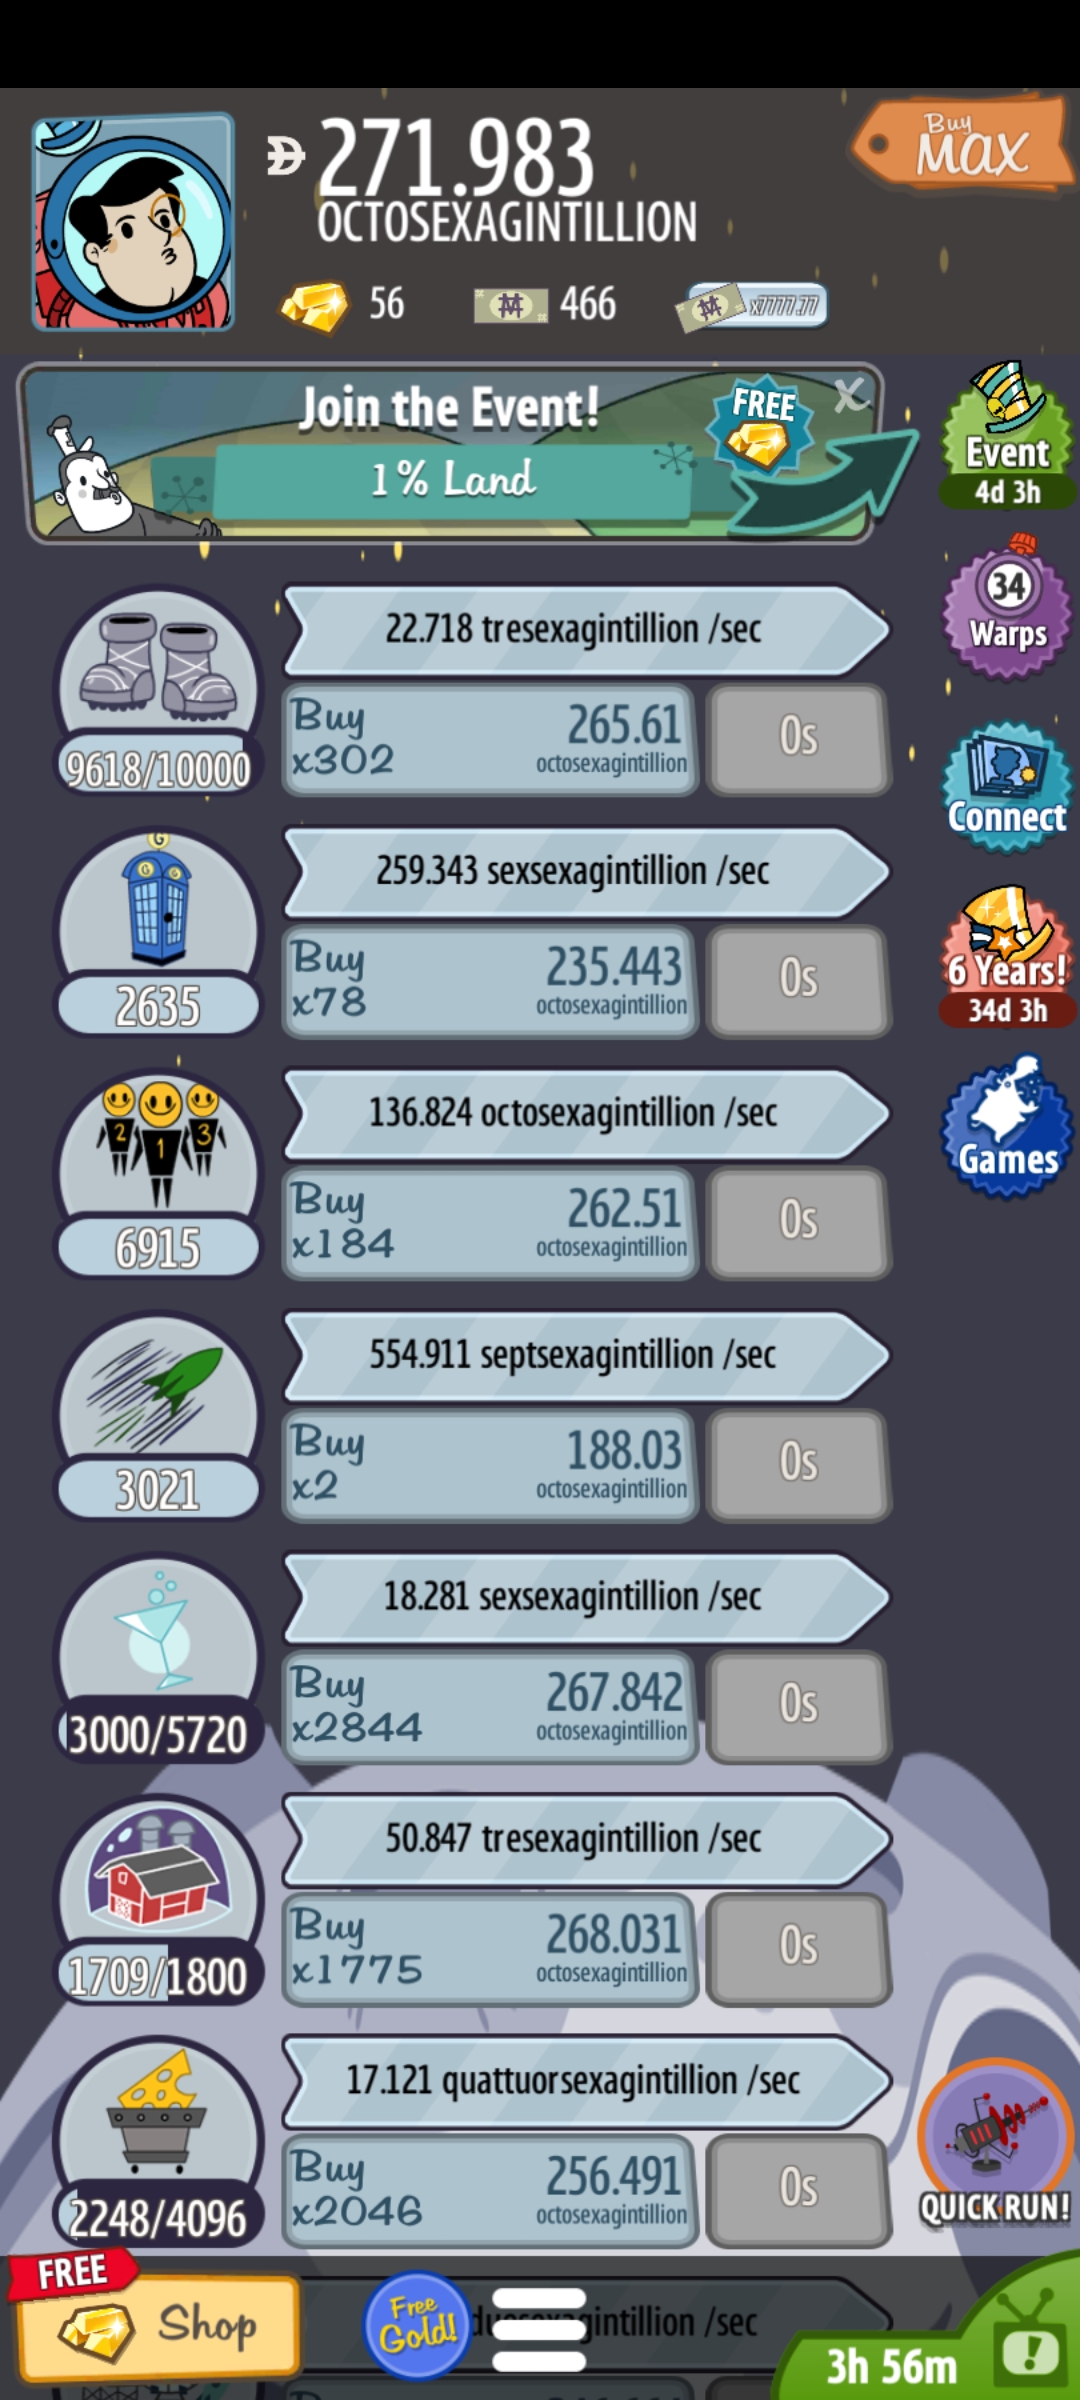 Buy
MAX
271.983
OCTOSEXAGINTILLION
56
466
x7777.77
Join the Event!
1% Land
FREE
X
Event
4d 3h
22.718 tresexagintillion /sec
9618/10000
Buy
x302
265.61
octosexagintillion
0s
34
Warps
259.343 sexsexagintillion /sec
G
G G
2635
Buy
x78
235.443
octosexagintillion
0s
Connect
6 Years!
34d 3h
136.824 octosexagintillion /sec
2 1 3
6915
Buy
x184
262.51
octosexagintillion
0s
Games
554.911 septsexagintillion /sec
3021
Buy
x2
188.03
octosexagintillion
0s
18.281 sexsexagintillion /sec
3000/5720
Buy
x2844
267.842
octosexagintillion
0s
50.847 tresexagintillion /sec
1709/1800
Buy
x1775
268.031
octosexagintillion
0s
17.121 quattuorsexagintillion /sec
2248/4096
Buy
x2046
256.491
octosexagintillion
0s
QUICK RUN!
FREE
Shop
Free
Gold!
/sec
3h 56m
!